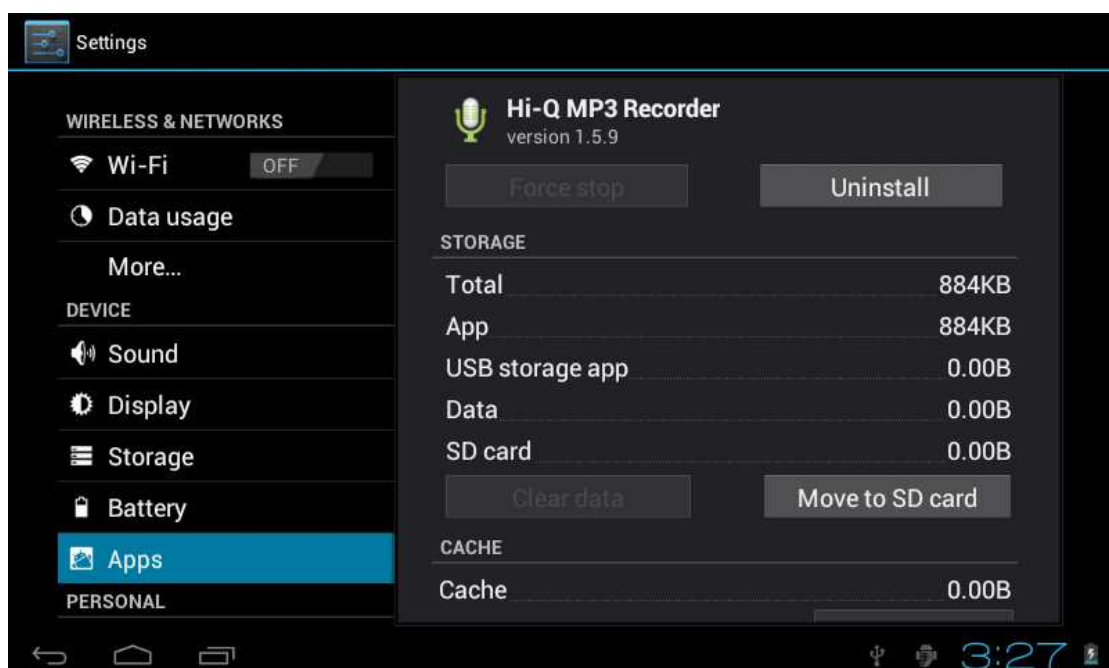 Settings
WIRELESS & NETWORKS
Wi-Fi OFF
Data usage
More...
DEVICE
Sound
Display
Storage
Battery
Apps
PERSONAL
Hi-Q MP3 Recorder
version 1.5.9
Force stop Uninstall
STORAGE
Total 884KB
App 884KB
USB storage app 0.00B
Data 0.00B
SD card 0.00B
Clear data Move to SD card
CACHE
Cache 0.00B
3:27